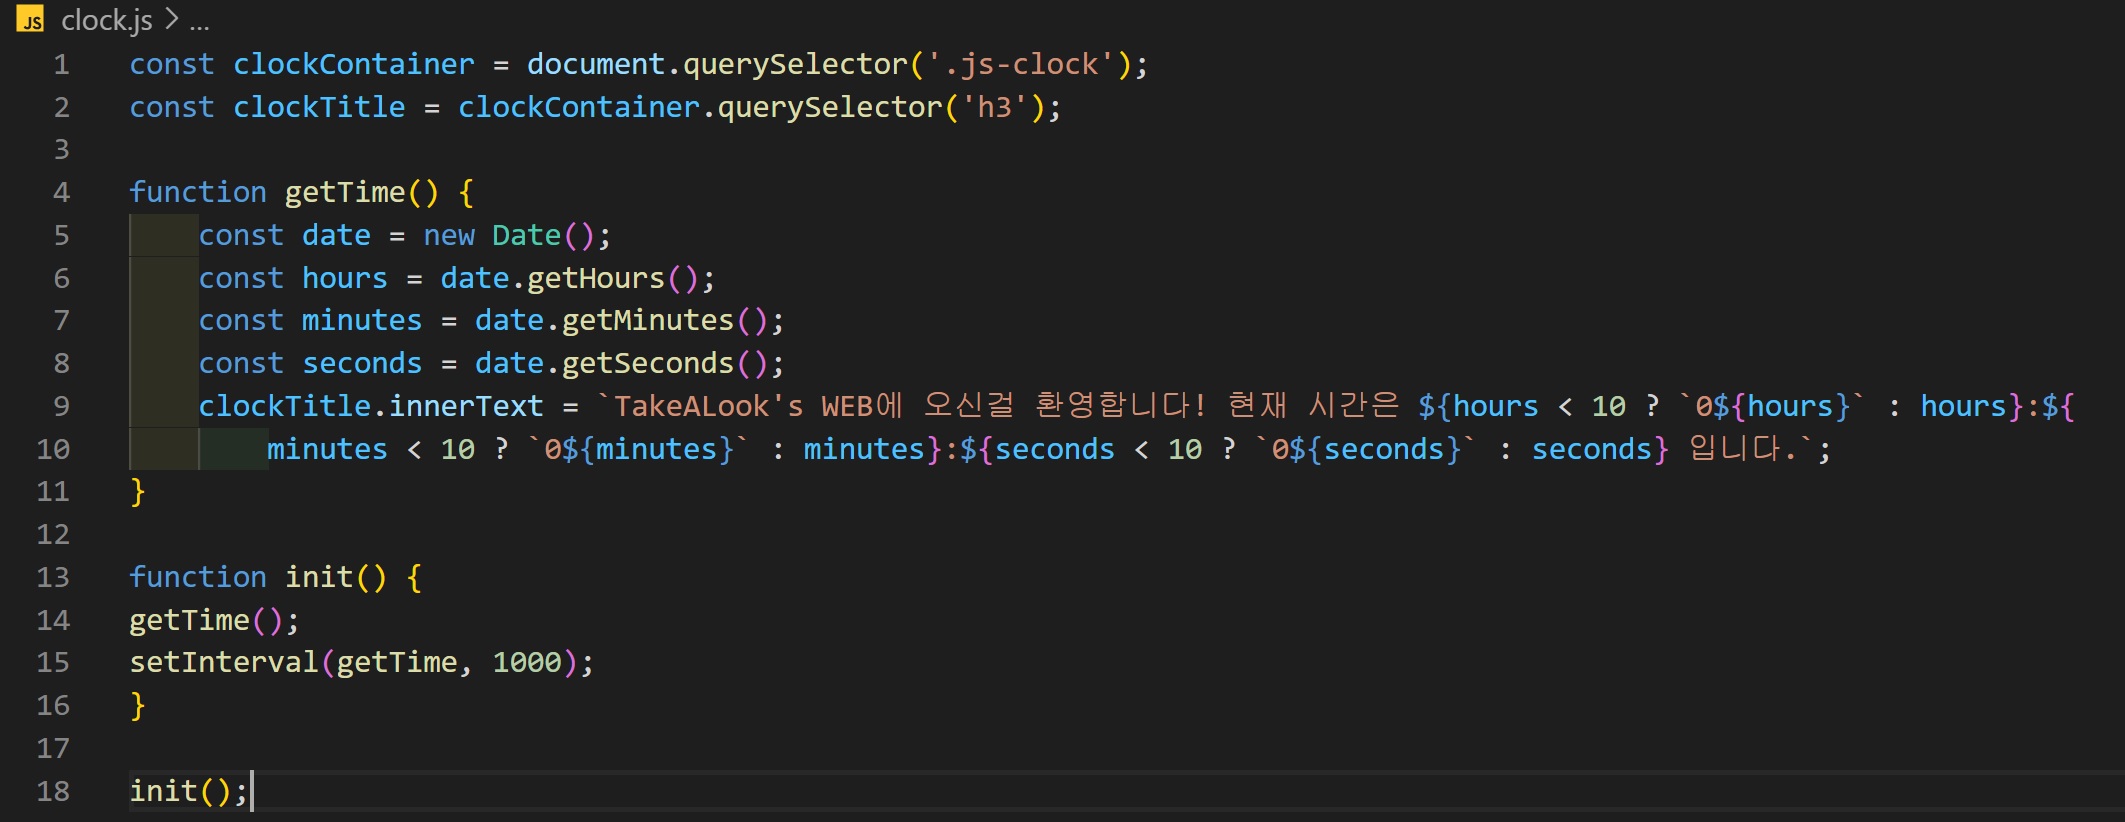 JS clock.js > ...
1 const clockContainer = document.querySelector('.js-clock');
2 const clockTitle = clockContainer.querySelector('h3');
3
4 function getTime() {
5     const date = new Date();
6     const hours = date.getHours();
7     const minutes = date.getMinutes();
8     const seconds = date.getSeconds();
9     clockTitle.innerText = `TakeALook's WEB에 오신걸 환영합니다! 현재 시간은 ${hours < 10 ? `0${hours}` : hours}:${
10         minutes < 10 ? `0${minutes}` : minutes}:${seconds < 10 ? `0${seconds}` : seconds} 입니다.`;
11 }
12
13 function init() {
14 getTime();
15 setInterval(getTime, 1000);
16 }
17
18 init();